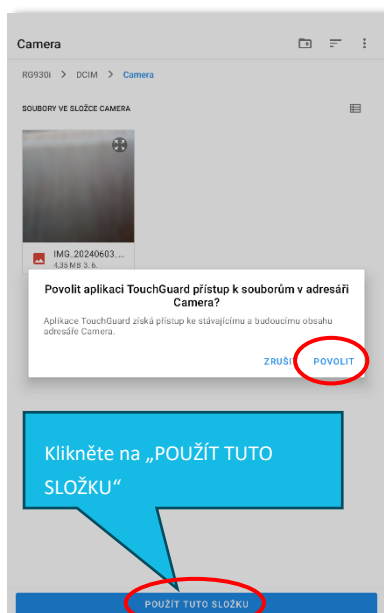 Camera
RG930i > DCIM > Camera
SOUBORY VE SLOŽCE CAMERA
IMG_20240603_...
4,35 MB 3. 6.
Povolit aplikaci TouchGuard přístup k souborům v adresáři
Camera?
Aplikace TouchGuard získá přístup ke stávajícímu a budoucímu obsahu
adresáře Camera.
ZRUŠIT POVOLIT
Klikněte na „POUŽÍT TUTO
SLOŽKU“
POUŽÍT TUTO SLOŽKU